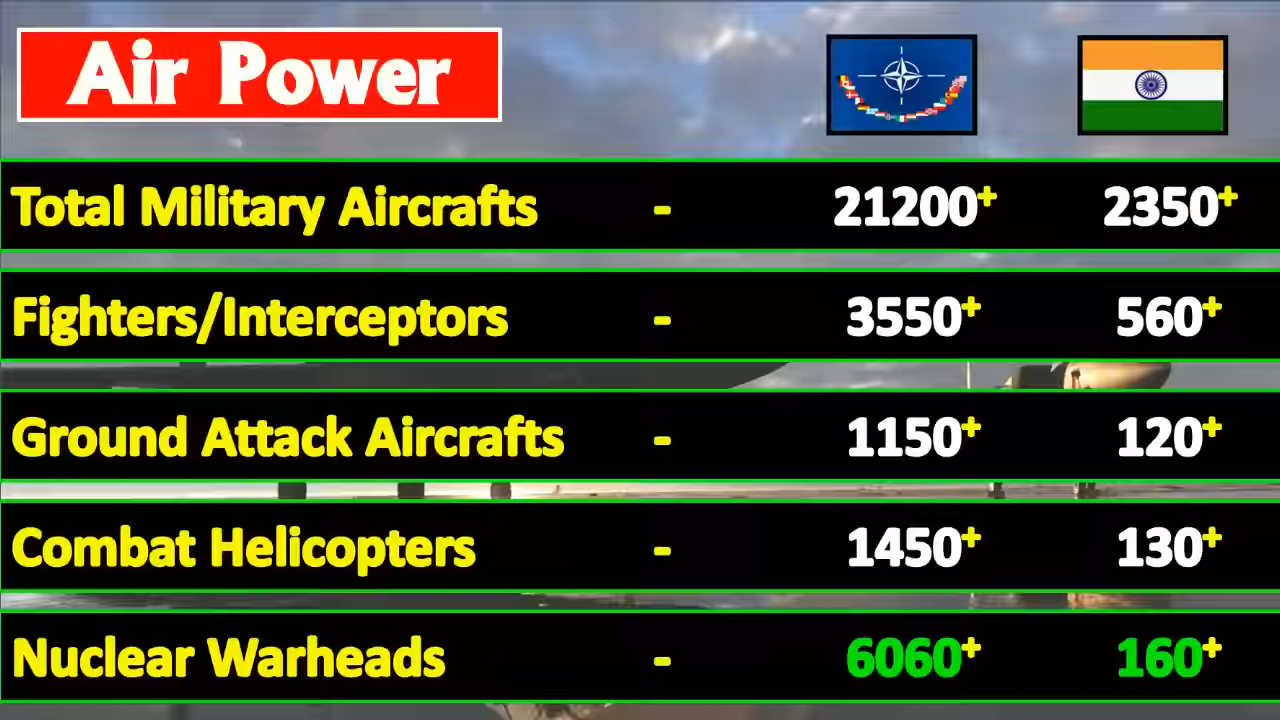 Air Power
Total Military Aircrafts - 21200+ 2350+
Fighters/Interceptors - 3550+ 560+
Ground Attack Aircrafts - 1150+ 120+
Combat Helicopters - 1450+ 130+
Nuclear Warheads - 6060+ 160+